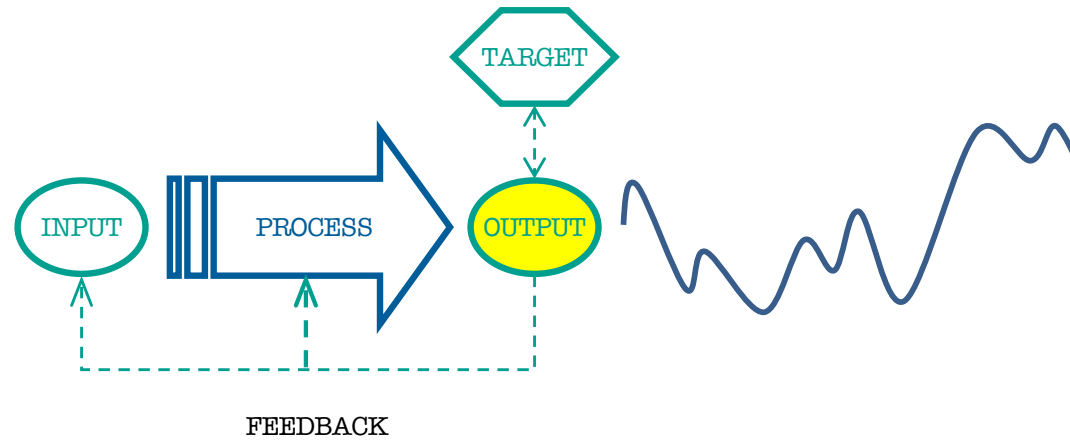 TARGET
INPUT
PROCESS
OUTPUT
FEEDBACK